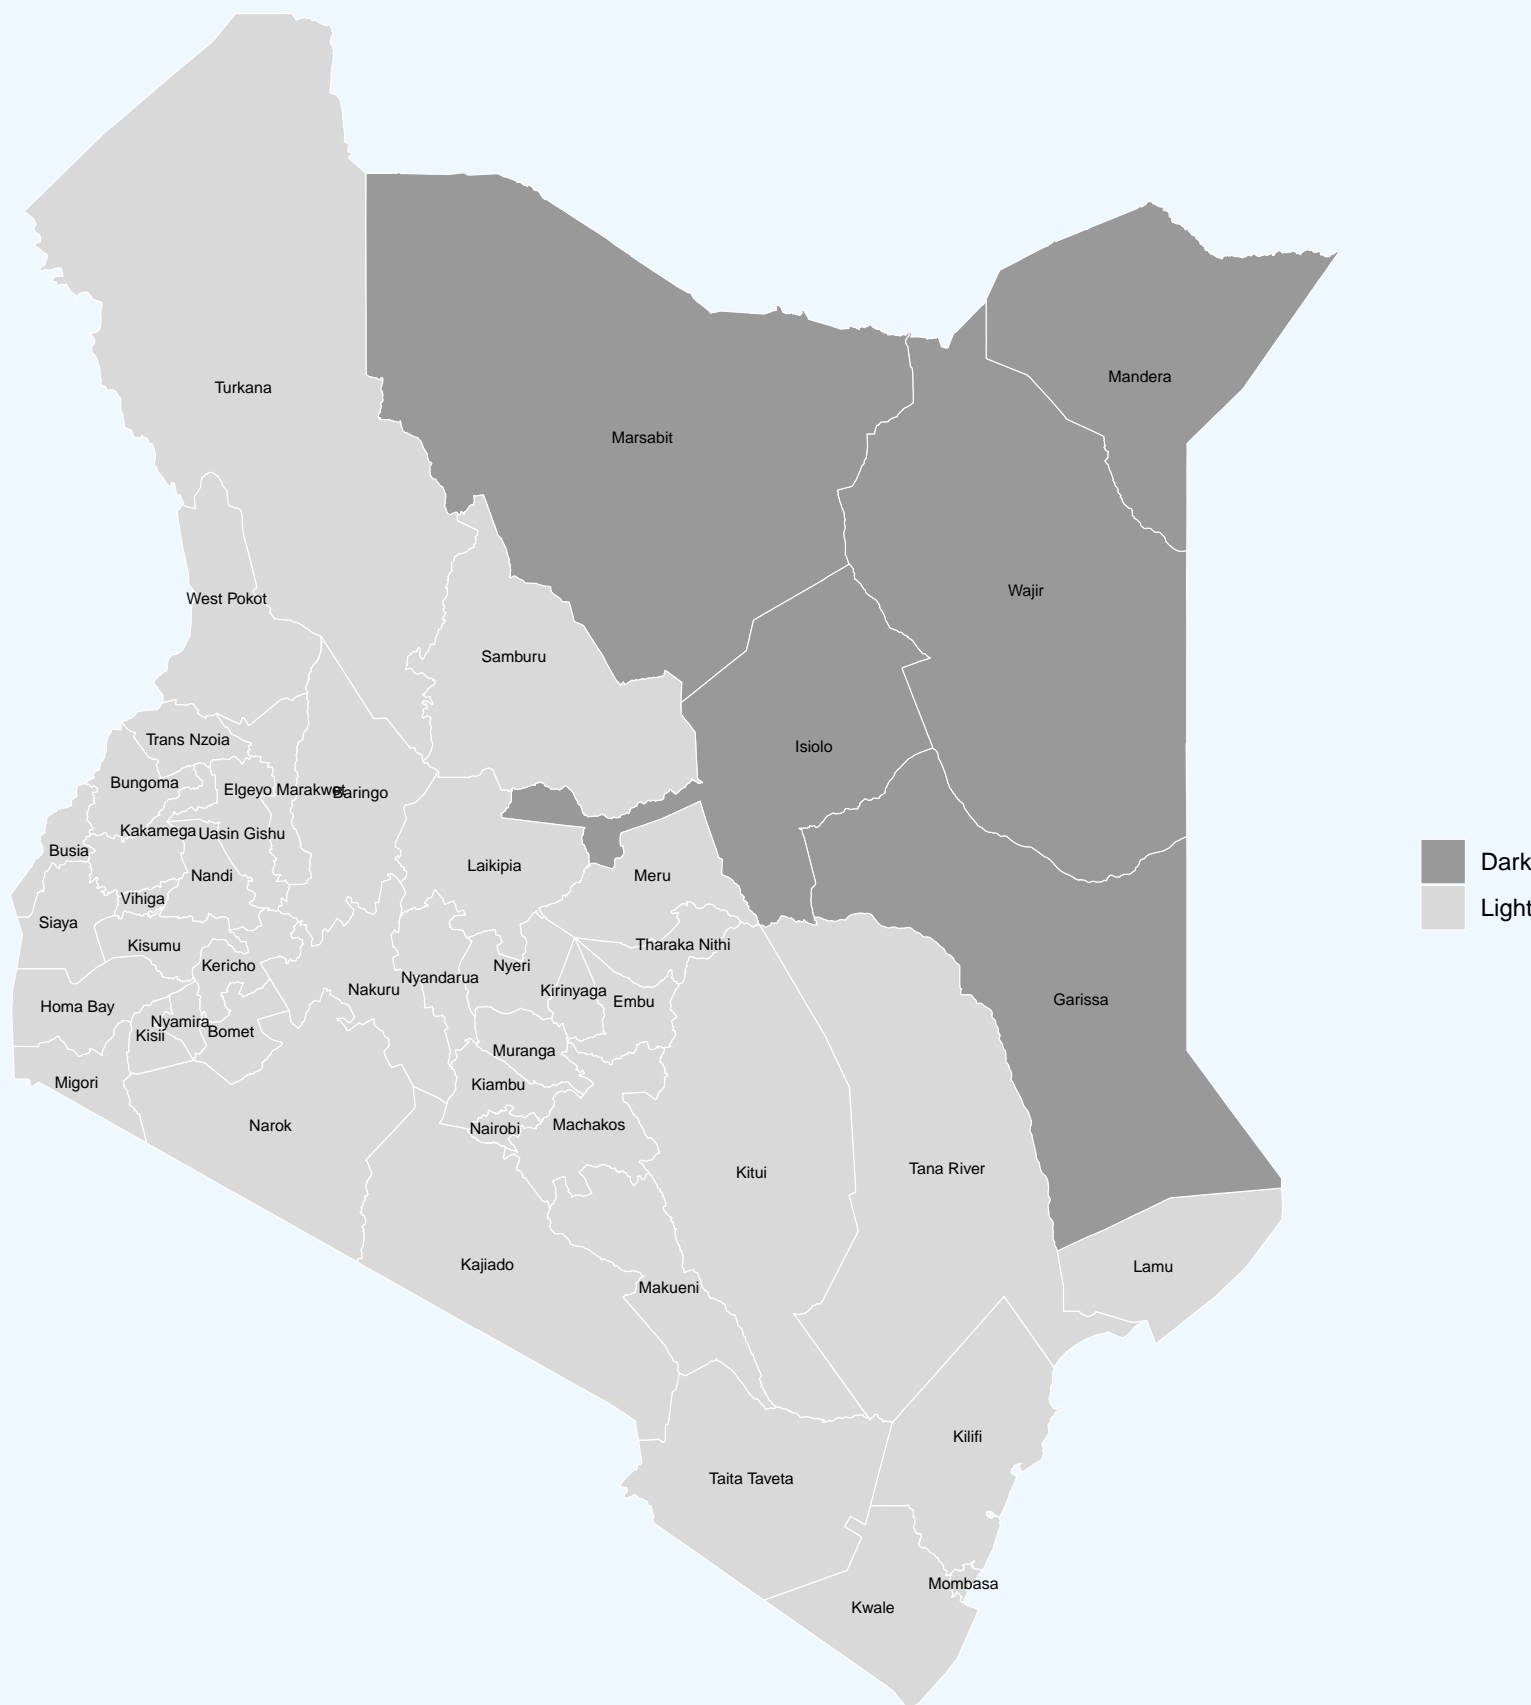 Turkana
Mandera
Marsabit
Wajir
West Pokot
Samburu
Isiolo
Trans Nzoia
Bungoma
Elgeyo Marakwet
Baringo
Kakamega
Uasin Gishu
Busia
Laikipia
Nandi
Meru
Vihiga
Siaya
Kisumu
Tharaka Nithi
Kericho
Nyeri
Nyandarua
Nakuru
Kirinyaga
Embu
Garissa
Homa Bay
Nyamira
Kisii
Bomet
Muranga
Migori
Kiambu
Narok
Nairobi
Machakos
Kitui
Tana River
Kajiado
Lamu
Makueni
Kilifi
Taita Taveta
Mombasa
Kwale
Dark
Light